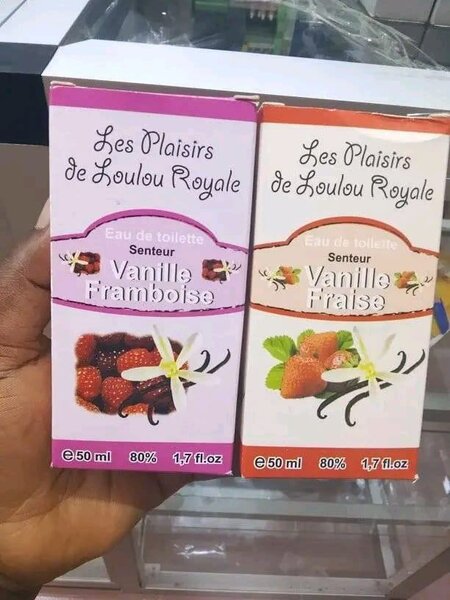 Les Plaisirs
de Loulou Royale
Eau de toilette
Senteur
Vanille
Framboise
e 50 ml 80% 1,7 fl.oz
Les Plaisirs
de Loulou Royale
Eau de toilette
Senteur
Vanille
Fraise
e 50 ml 80% 1,7 fl.oz